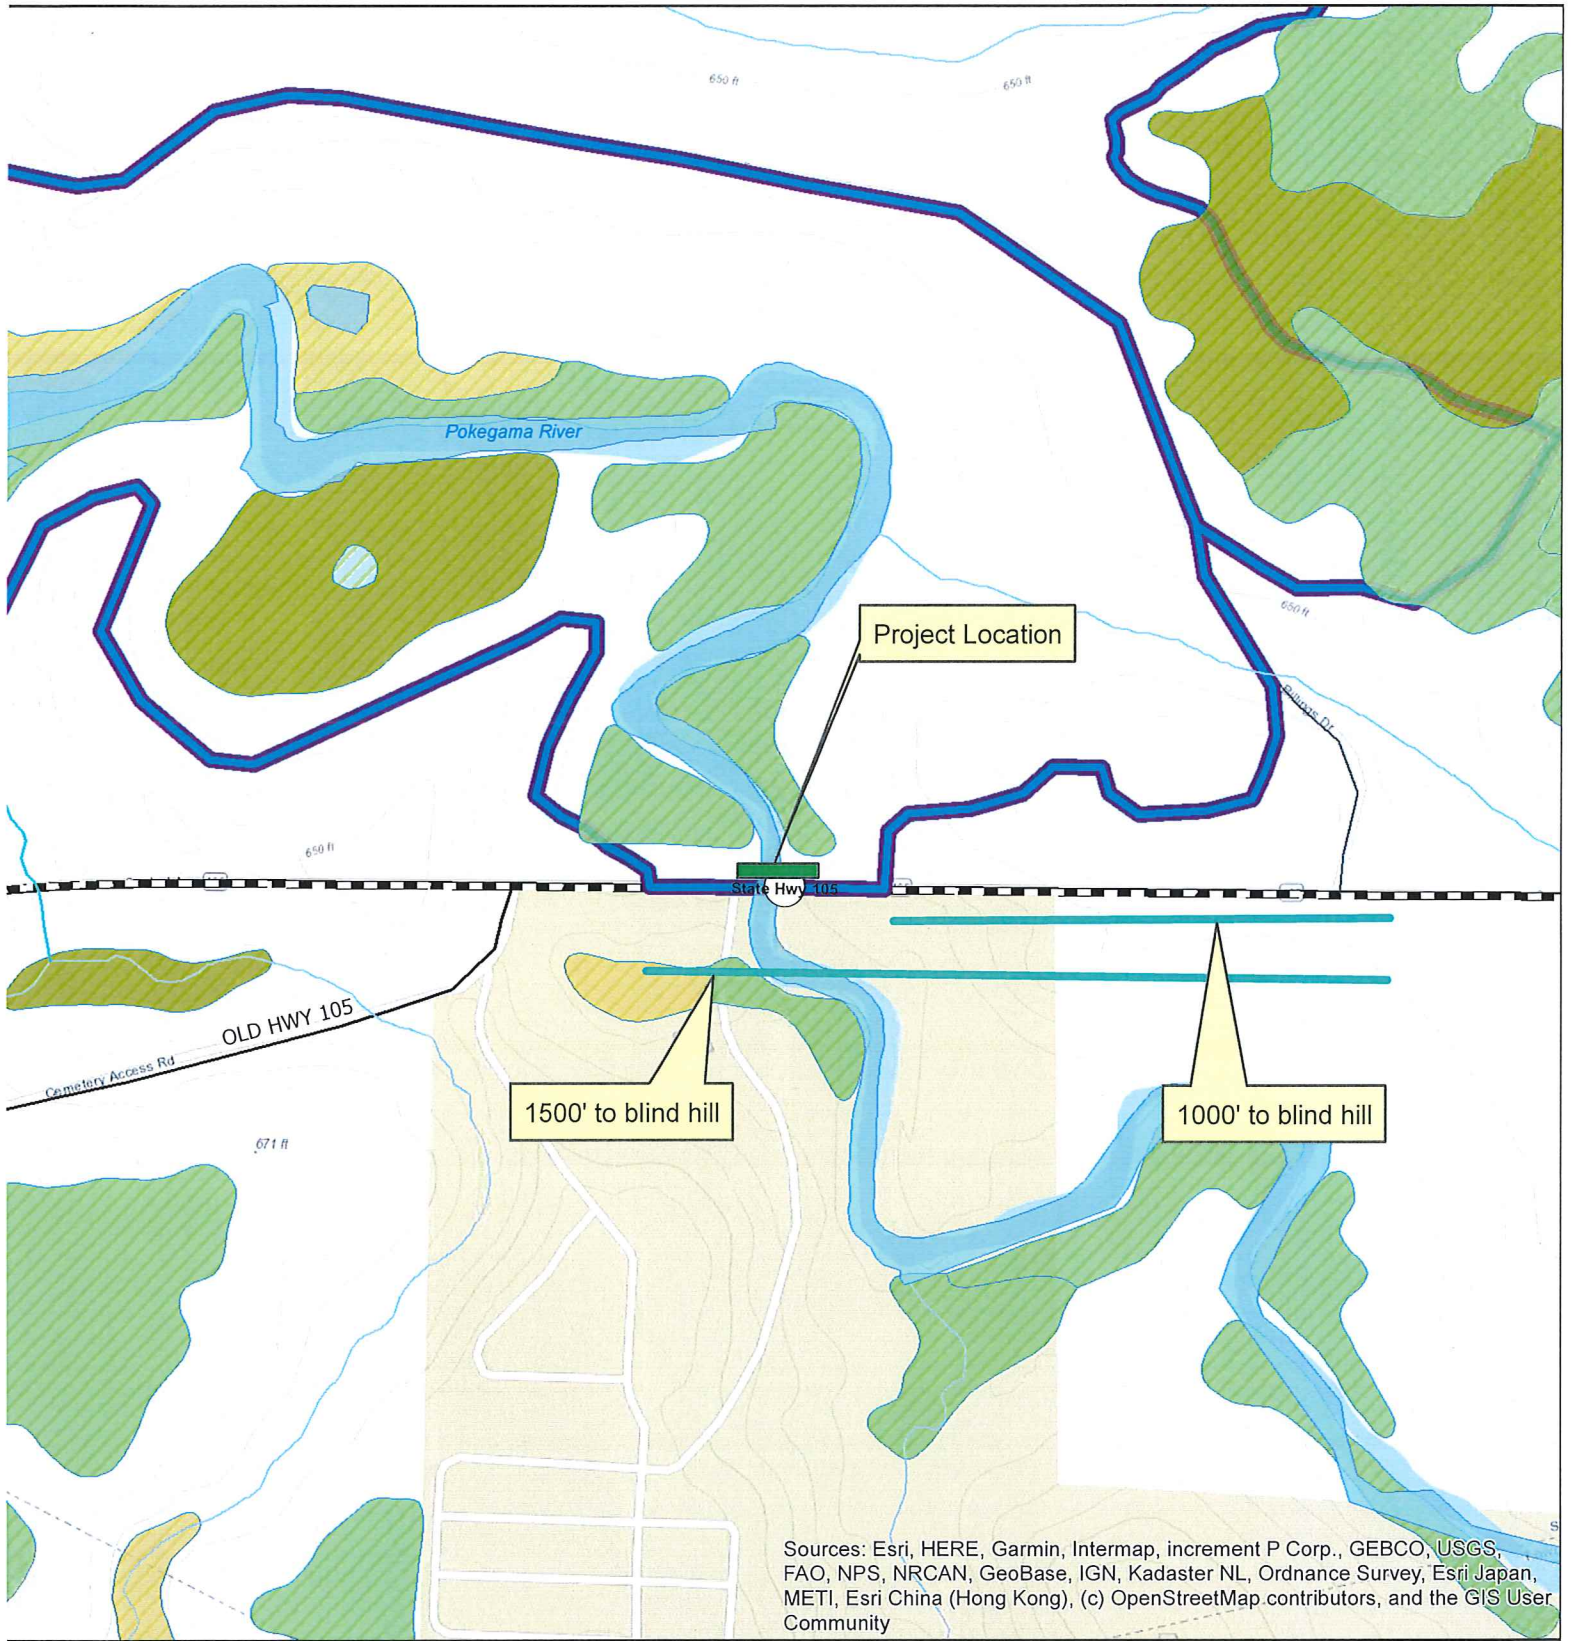 650 ft
650 ft
Pokegama River
650 ft
Project Location
Billings Dr
650 ft
State Hwy 105
OLD HWY 105
Cemetery Access Rd
1500' to blind hill
1000' to blind hill
671 ft
Sources: Esri, HERE, Garmin, Intermap, increment P Corp., GEBCO, USGS,
FAO, NPS, NRCAN, GeoBase, IGN, Kadaster NL, Ordnance Survey, Esri Japan,
METI, Esri China (Hong Kong), (c) OpenStreetMap contributors, and the GIS User
Community